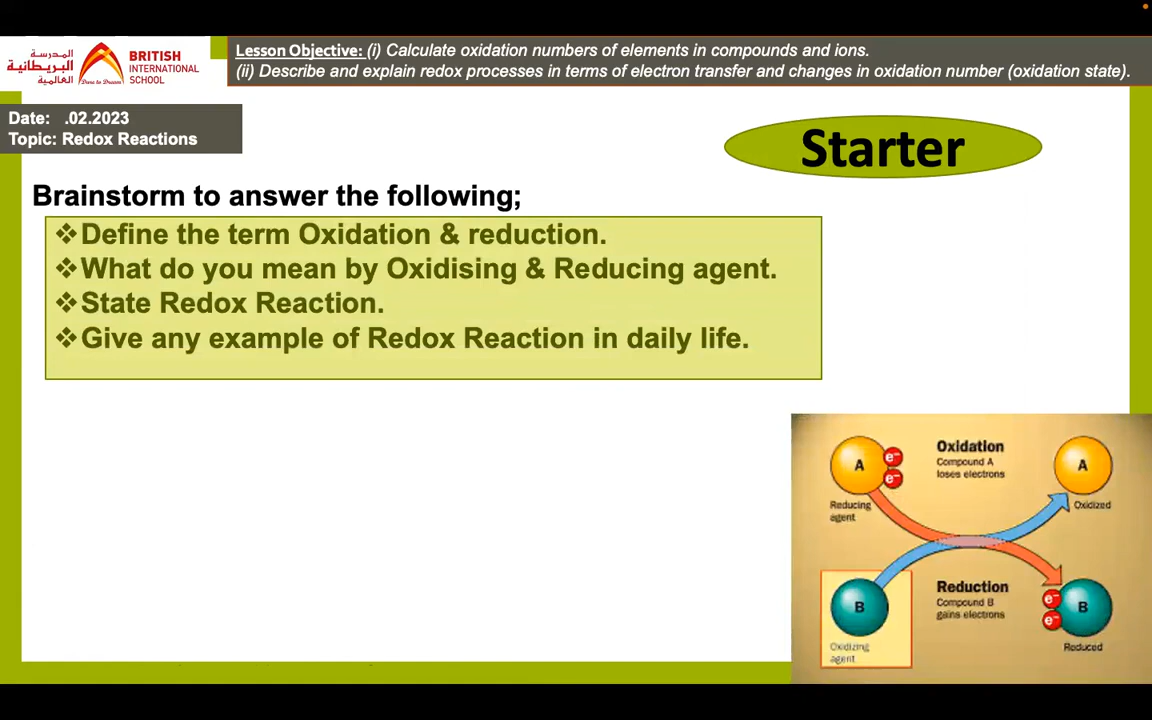 المدرسة
البريطانية
العالمية
Dare to Dream
BRITISH
INTERNATIONAL
SCHOOL
Lesson Objective: (i) Calculate oxidation numbers of elements in compounds and ions.
(ii) Describe and explain redox processes in terms of electron transfer and changes in oxidation number (oxidation state).
Date: .02.2023
Topic: Redox Reactions
Starter
Brainstorm to answer the following;
❖Define the term Oxidation & reduction.
❖What do you mean by Oxidising & Reducing agent.
❖State Redox Reaction.
❖Give any example of Redox Reaction in daily life.
A
e⁻
e⁻
Reducing
agent
Oxidation
Compound A
loses electrons
A
Oxidized
B
Oxidizing
agent
Reduction
Compound B
gains electrons
e⁻
e⁻
B
Reduced